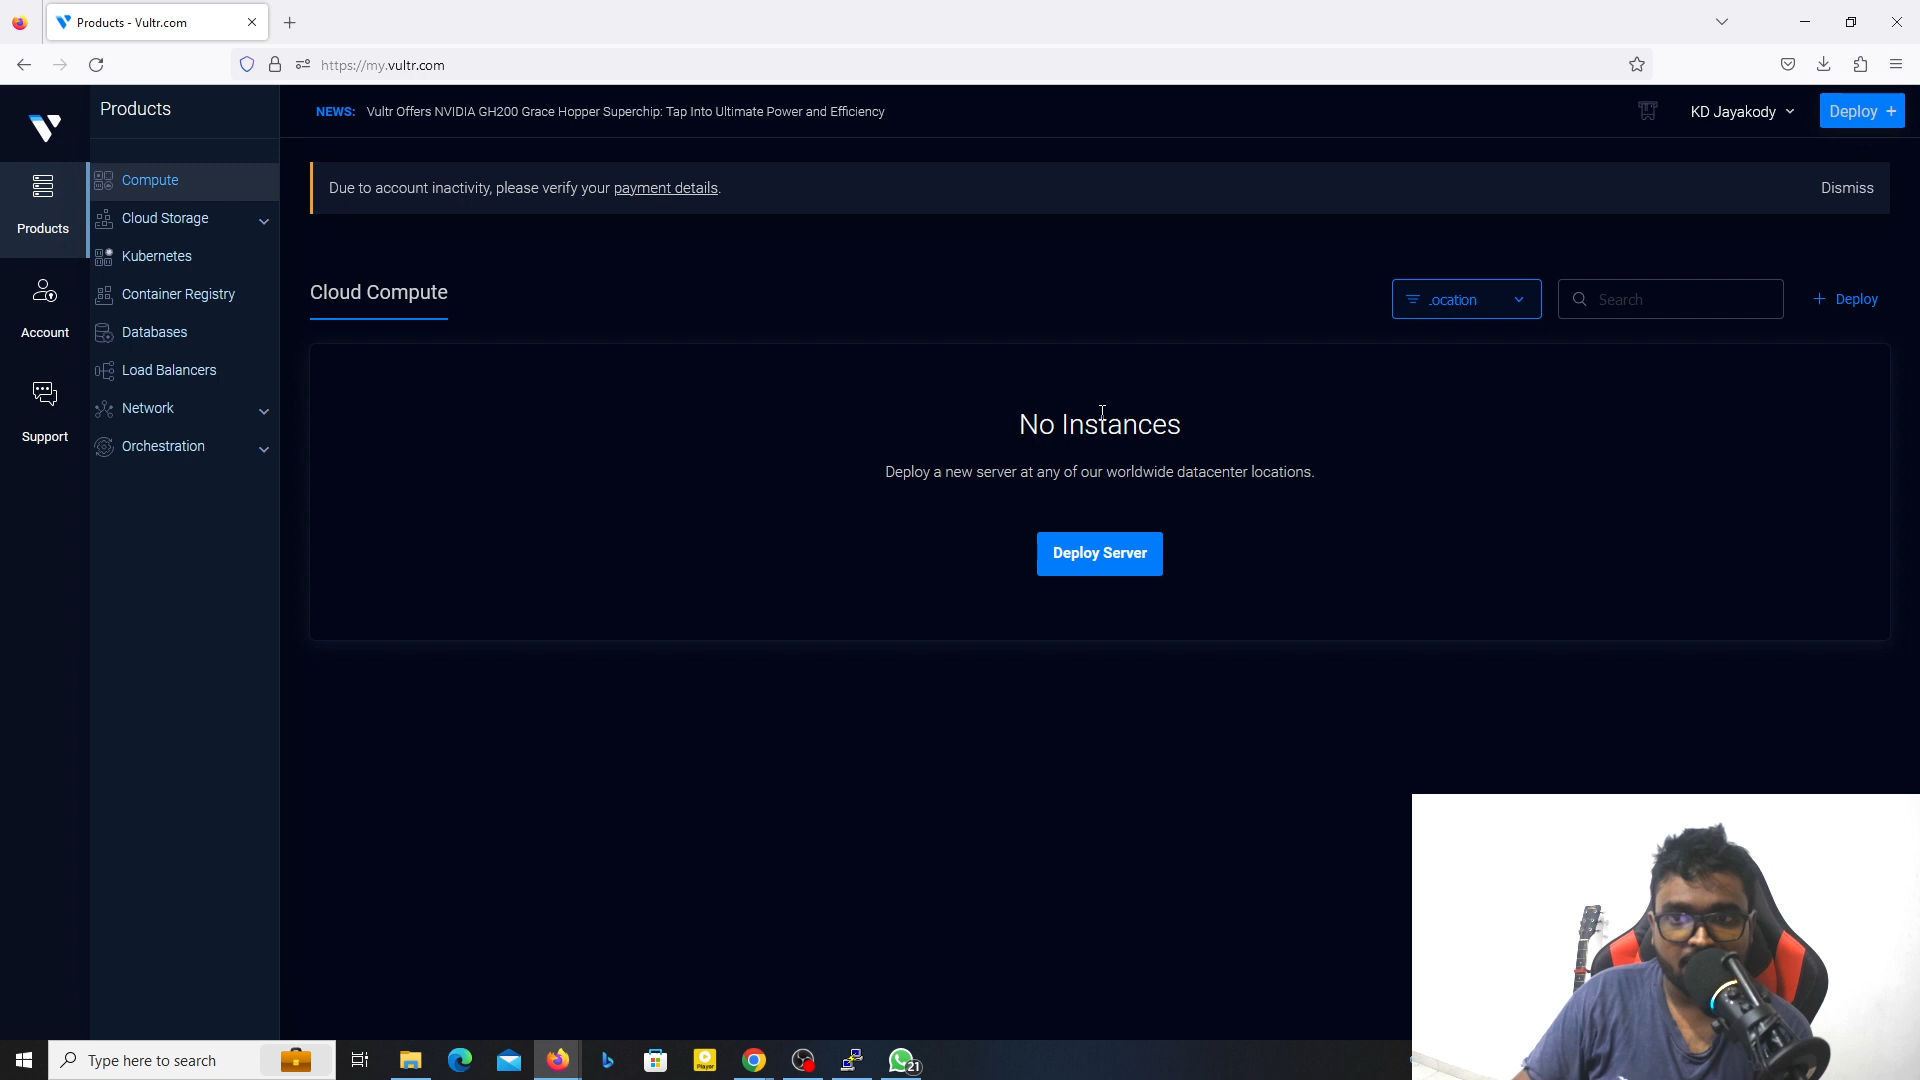 Products - Vultr.com
https://my.vultr.com
Products
NEWS: Vultr Offers NVIDIA GH200 Grace Hopper Superchip: Tap Into Ultimate Power and Efficiency
KD Jayakody
Deploy +
Products
Account
Support
Compute
Cloud Storage
Kubernetes
Container Registry
Databases
Load Balancers
Network
Orchestration
Due to account inactivity, please verify your payment details.
Dismiss
Cloud Compute
ocation
Search
+ Deploy
No Instances
Deploy a new server at any of our worldwide datacenter locations.
Deploy Server
Type here to search
Player
21